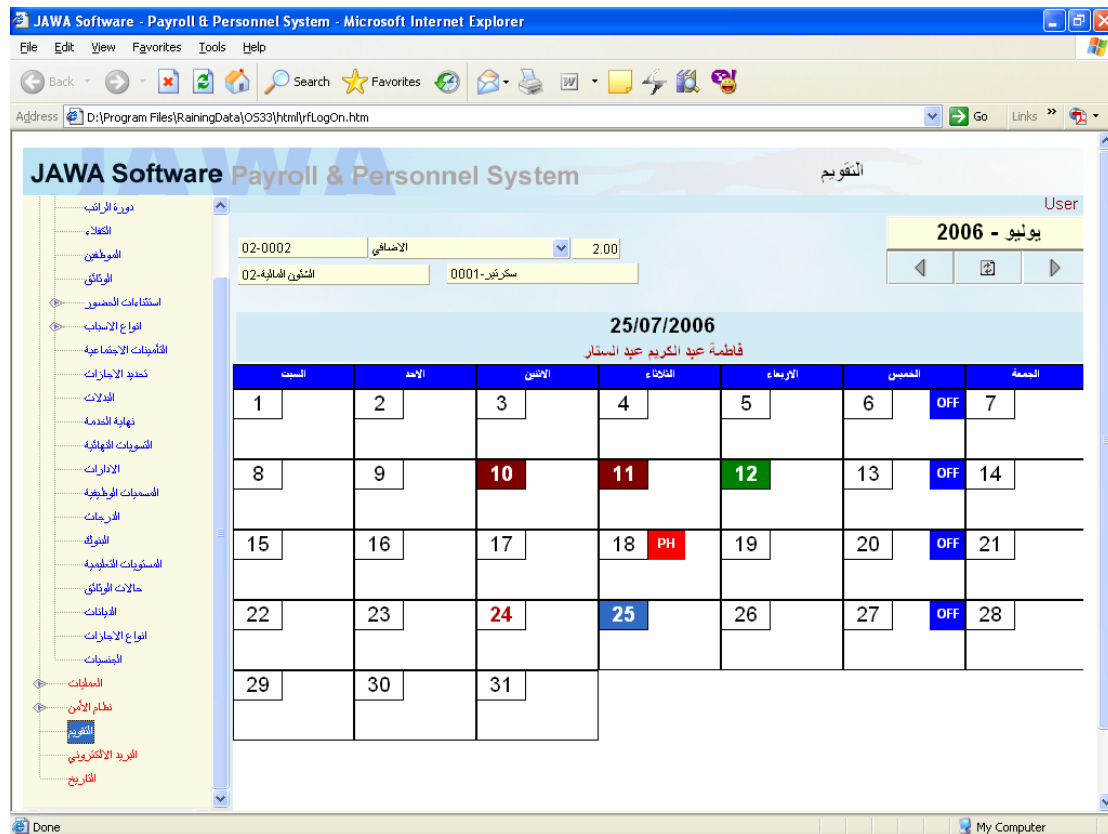 JAWA Software - Payroll & Personnel System - Microsoft Internet Explorer
File Edit View Favorites Tools Help
Back Search Favorites
Address D:\Program Files\RainingData\OS33\html\rfLogOn.htm Go Links »
JAWA Software Payroll & Personnel System التقويم
User
دورة الراتب
الكفلاء
الموظفين
الوثائق
استثناءات الحضور
انواع الاسباب
التأمينات الاجتماعية
تحديد الاجازات
البدلات
نهاية الخدمة
التسويات النهائية
الادارات
المسميات الوظيفية
الدرجات
البنوك
المستويات التعليمية
حالات الوثائق
الديانات
انواع الاجازات
الجنسيات
العمليات
نظام الأمن
التقويم
البريد الالكتروني
التاريخ
02-0002 الاضافي 2.00
يوليو - 2006
الشئون المالية-02 سكرتير-0001
25/07/2006
فاطمة عبد الكريم عبد الستار
السبت الاحد الاثنين الثلاثاء الاربعاء الخميس الجمعة
1 2 3 4 5 6 OFF 7
8 9 10 11 12 13 OFF 14
15 16 17 18 PH 19 20 OFF 21
22 23 24 25 26 27 OFF 28
29 30 31
Done My Computer